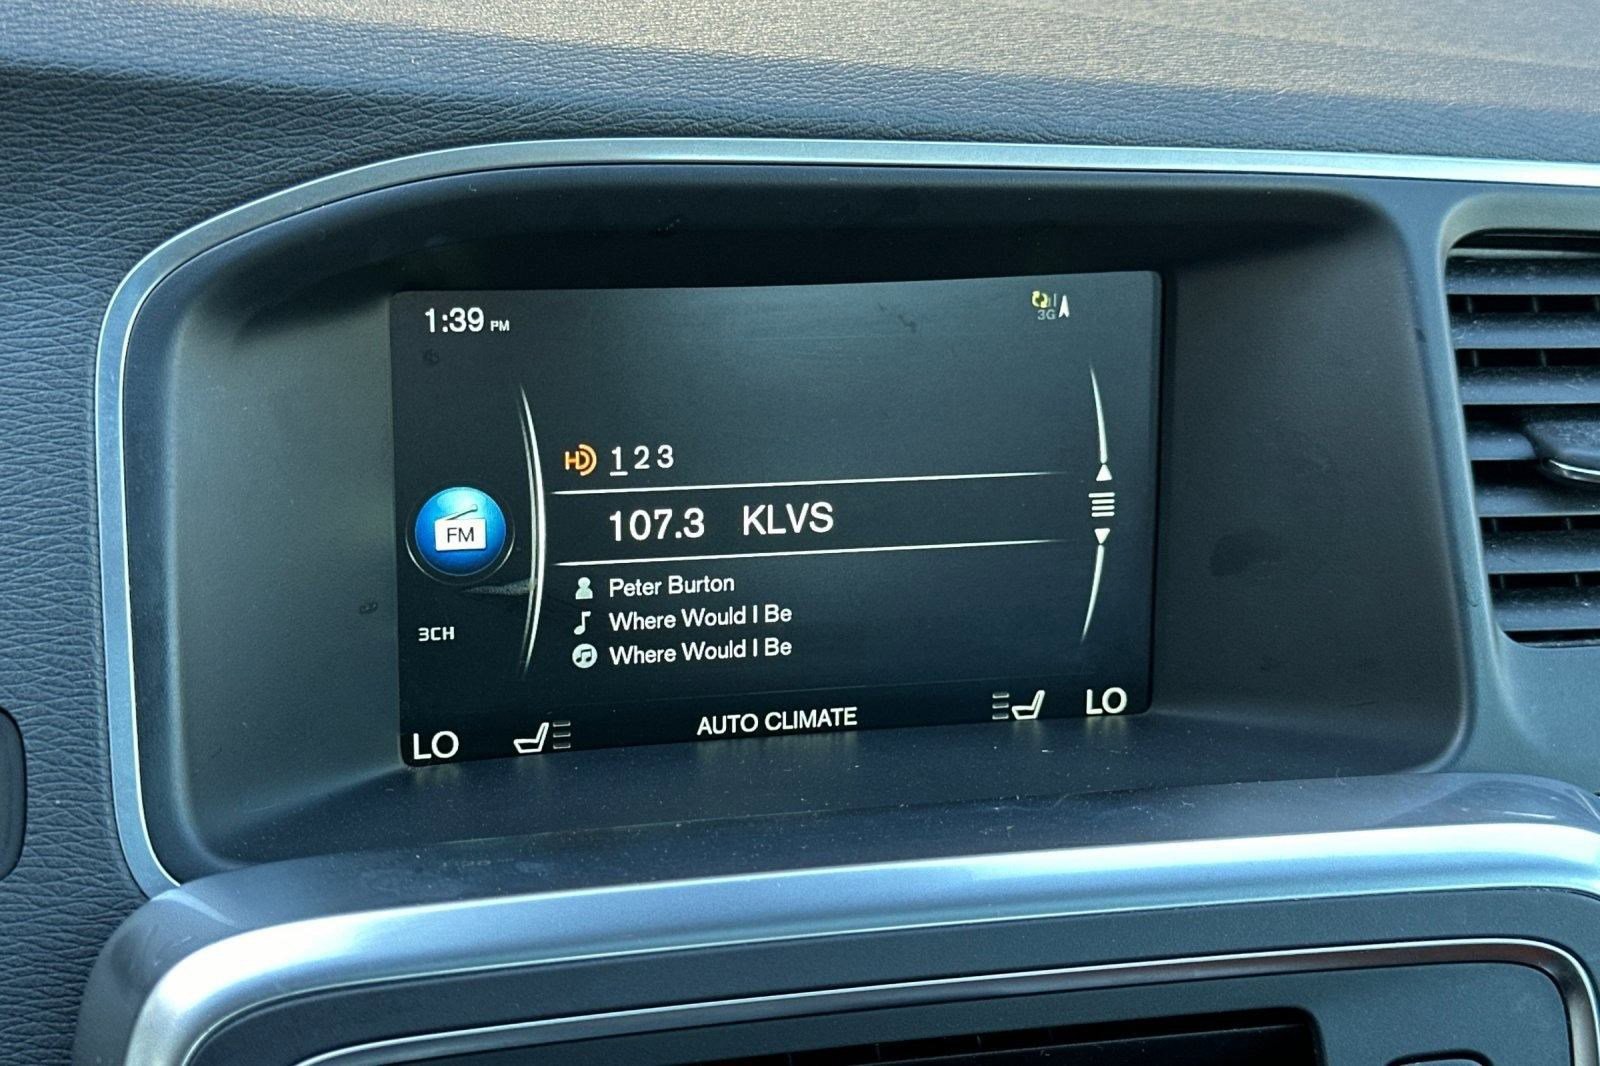 1:39 PM
3G
HD 1 2 3
107.3 KLVS
FM
Peter Burton
Where Would I Be
3CH
Where Would I Be
LO AUTO CLIMATE LO